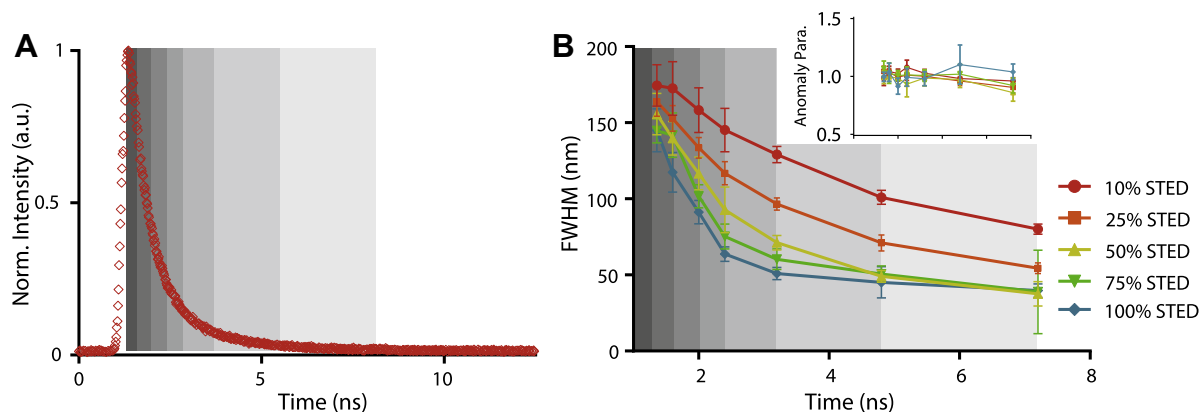 A
Norm. Intensity (a.u.)
1
0.5
0
0
5
10
Time (ns)
B
FWHM (nm)
200
150
100
50
0
2
4
6
8
Time (ns)
Anomaly Para.
1.5
1.0
0.5
10% STED
25% STED
50% STED
75% STED
100% STED